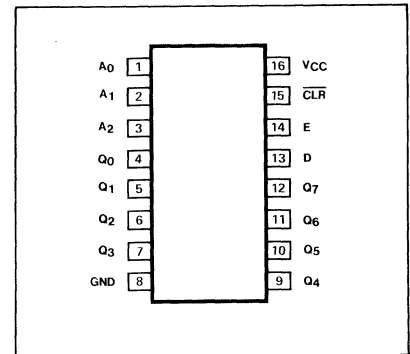 A0 1 16 VCC
A1 2 15 CLR
A2 3 14 E
Q0 4 13 D
Q1 5 12 Q7
Q2 6 11 Q6
Q3 7 10 Q5
GND 8 9 Q4